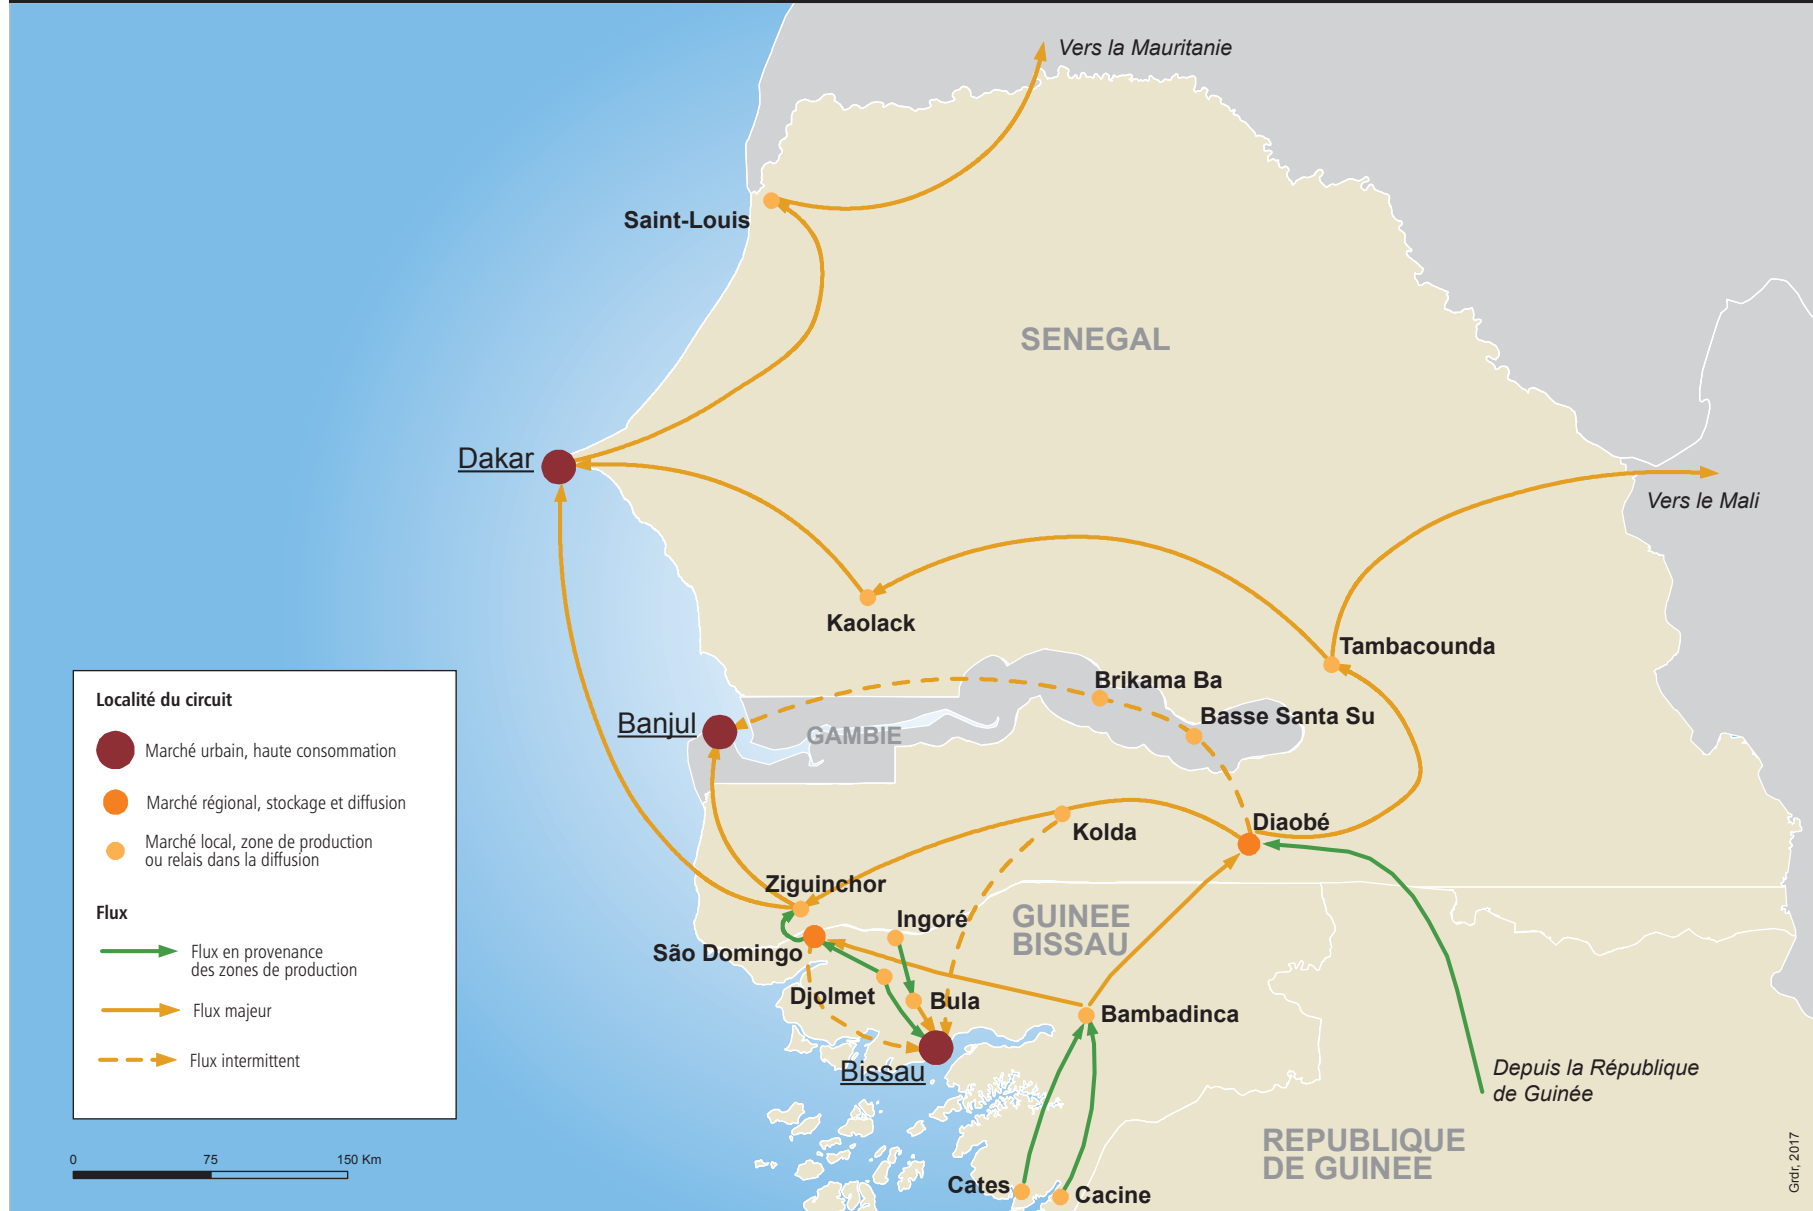 Vers la Mauritanie
Saint-Louis
SENEGAL
Dakar
Vers le Mali
Kaolack
Tambacounda
Brikama Ba
Basse Santa Su
Banjul
GAMBIE
Diaobé
Kolda
Ziguinchor
Ingoré
GUINEE
BISSAU
São Domingo
Djolmet
Bula
Bambadinca
Bissau
Depuis la République
de Guinée
REPUBLIQUE
DE GUINEE
Cates
Cacine
Localité du circuit
Marché urbain, haute consommation
Marché régional, stockage et diffusion
Marché local, zone de production
ou relais dans la diffusion
Flux
Flux en provenance
des zones de production
Flux majeur
Flux intermittent
0 75 150 Km
Grdr, 2017